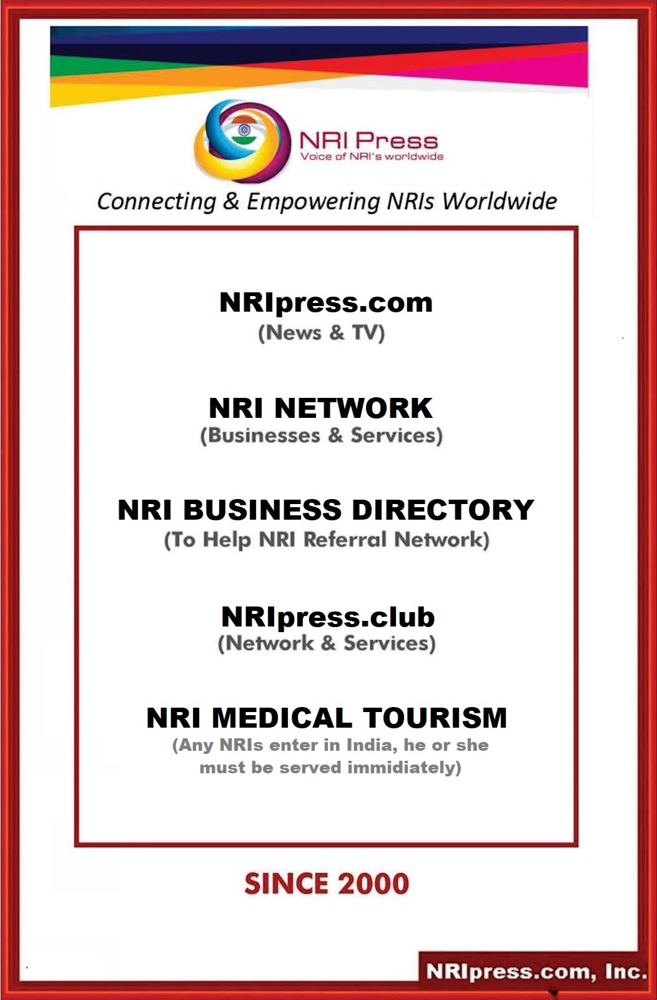 NRI Press
Voice of NRI's worldwide
Connecting & Empowering NRIs Worldwide
NRIpress.com
(News & TV)
NRI NETWORK
(Businesses & Services)
NRI BUSINESS DIRECTORY
(To Help NRI Referral Network)
NRIpress.club
(Network & Services)
NRI MEDICAL TOURISM
(Any NRIs enter in India, he or she
must be served immidiately)
SINCE 2000
NRIpress.com, Inc.